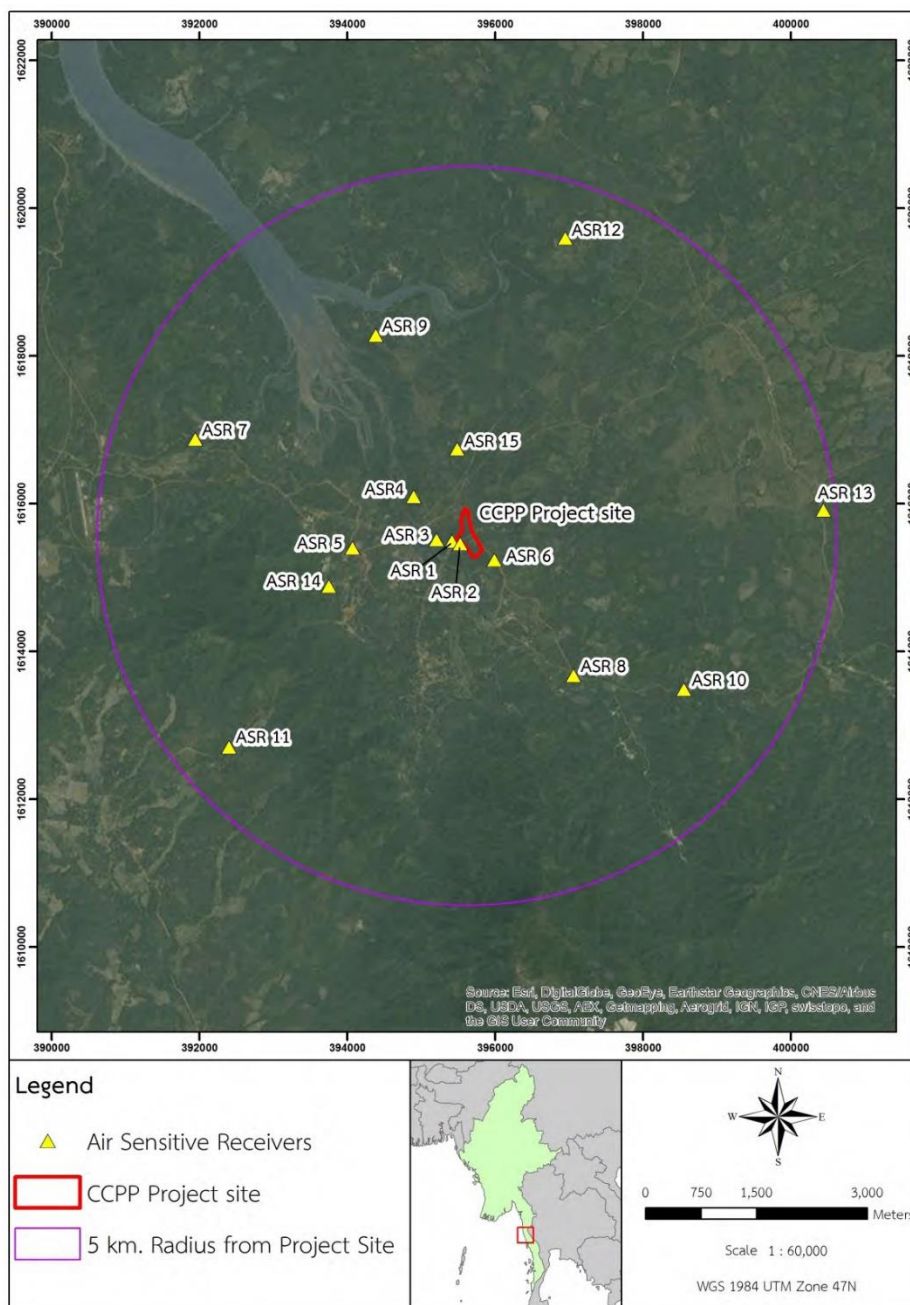 390000 392000 394000 396000 398000 400000
1622000
1620000
1618000
1616000
1614000
1612000
1610000
ASR12
ASR 9
ASR 7
ASR 15
ASR4
ASR 13
CCPP Project site
ASR 3
ASR 5
ASR 1
ASR 6
ASR 14
ASR 2
ASR 8
ASR 10
ASR 11
Source: Esri, DigitalGlobe, GeoEye, Earthstar Geographics, CNES/Airbus
DS, USDA, USGS, AEX, Getmapping, Aerogrid, IGN, IGP, swisstopo, and
the GIS User Community
390000 392000 394000 396000 398000 400000
Legend
Air Sensitive Receivers
CCPP Project site
5 km. Radius from Project Site
N
W E
S
0 750 1,500 3,000
Meters
Scale 1 : 60,000
WGS 1984 UTM Zone 47N